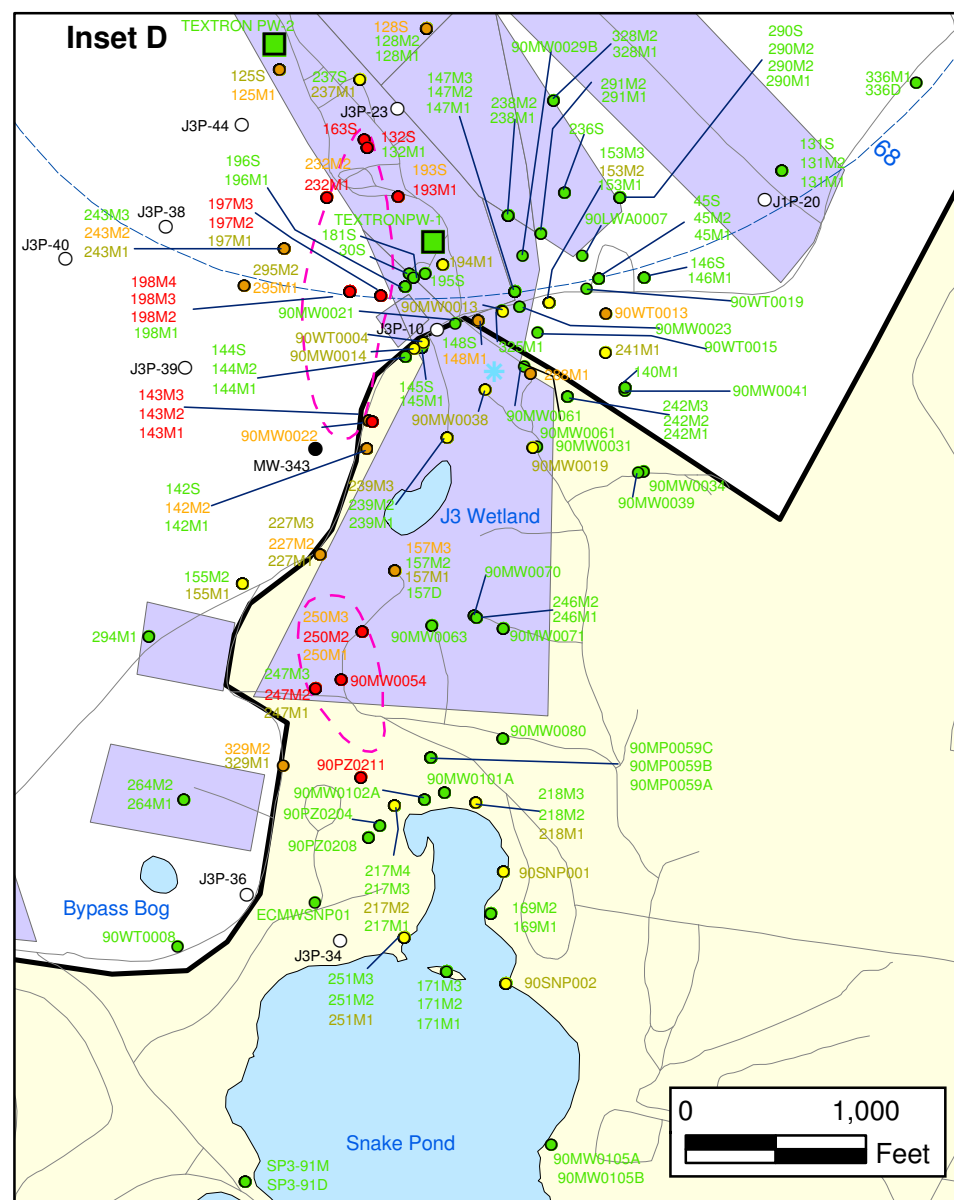 Inset D
TEXTRON PW-2
128S
128M2
128M1
125S
125M1
237S
237M1
J3P-23
J3P-44
163S
132S
132M1
90MW0029B
328M2
328M1
290S
290M2
290M2
290M1
336M1
336D
147M3
147M2
147M1
238M2
238M1
291M2
291M1
236S
153M3
153M2
153M1
131S
131M2
131M1
68
J1P-20
196S
196M1
232M2
232M1
193S
193M1
197M3
197M2
197M1
243M3
243M2
243M1
J3P-38
J3P-40
TEXTRONPW-1
181S
30S
90LWA0007
45S
45M2
45M1
194M1
195S
146S
146M1
295M2
295M1
198M4
198M3
198M2
198M1
90MW0021
90MW0013
90WT0019
90WT0013
90MW0023
90WT0015
J3P-10
90WT0004
90MW0014
148S
148M1
241M1
J3P-39
144S
144M2
144M1
145S
145M1
140M1
90MW0041
143M3
143M2
143M1
90MW0038
90MW0061
90MW0061
242M3
242M2
242M1
90MW0022
MW-343
90MW0031
90MW0019
90MW0034
90MW0039
142S
142M2
142M1
239M3
239M2
239M1
J3 Wetland
227M3
227M2
227M1
157M3
157M2
157M1
157D
155M2
155M1
90MW0070
246M2
246M1
90MW0063
90MW0071
294M1
250M3
250M2
250M1
247M3
247M2
247M1
90MW0054
90MW0080
90MP0059C
90MP0059B
90MP0059A
329M2
329M1
90PZ0211
90MW0101A
90MW0102A
264M2
264M1
218M3
218M2
218M1
90PZ0204
90PZ0208
217M4
217M3
217M2
217M1
90SNP001
J3P-36
Bypass Bog
ECMWSNP01
169M2
169M1
90WT0008
J3P-34
251M3
251M2
251M1
171M3
171M2
171M1
90SNP002
Snake Pond
0 1,000
Feet
90MW0105A
90MW0105B
SP3-91M
SP3-91D